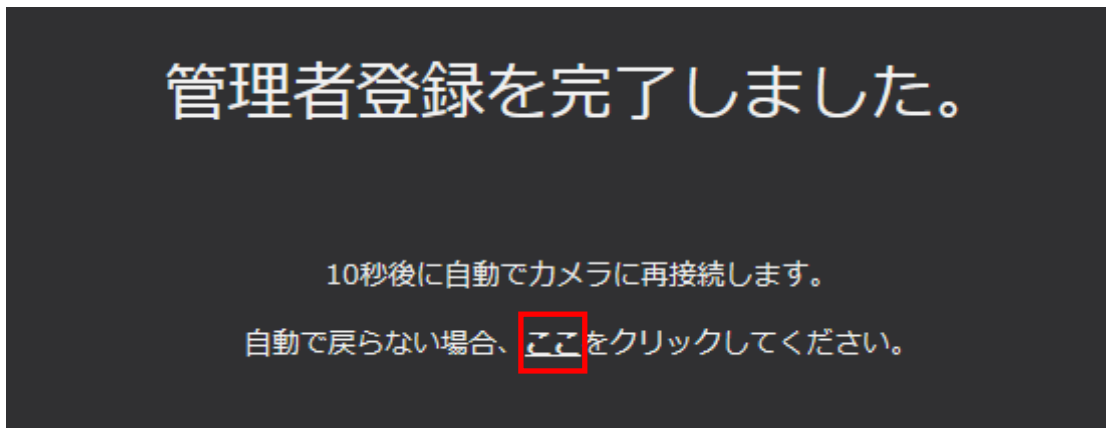 管理者登録を完了しました。
10秒後に自動でカメラに再接続します。
自動で戻らない場合、ここをクリックしてください。